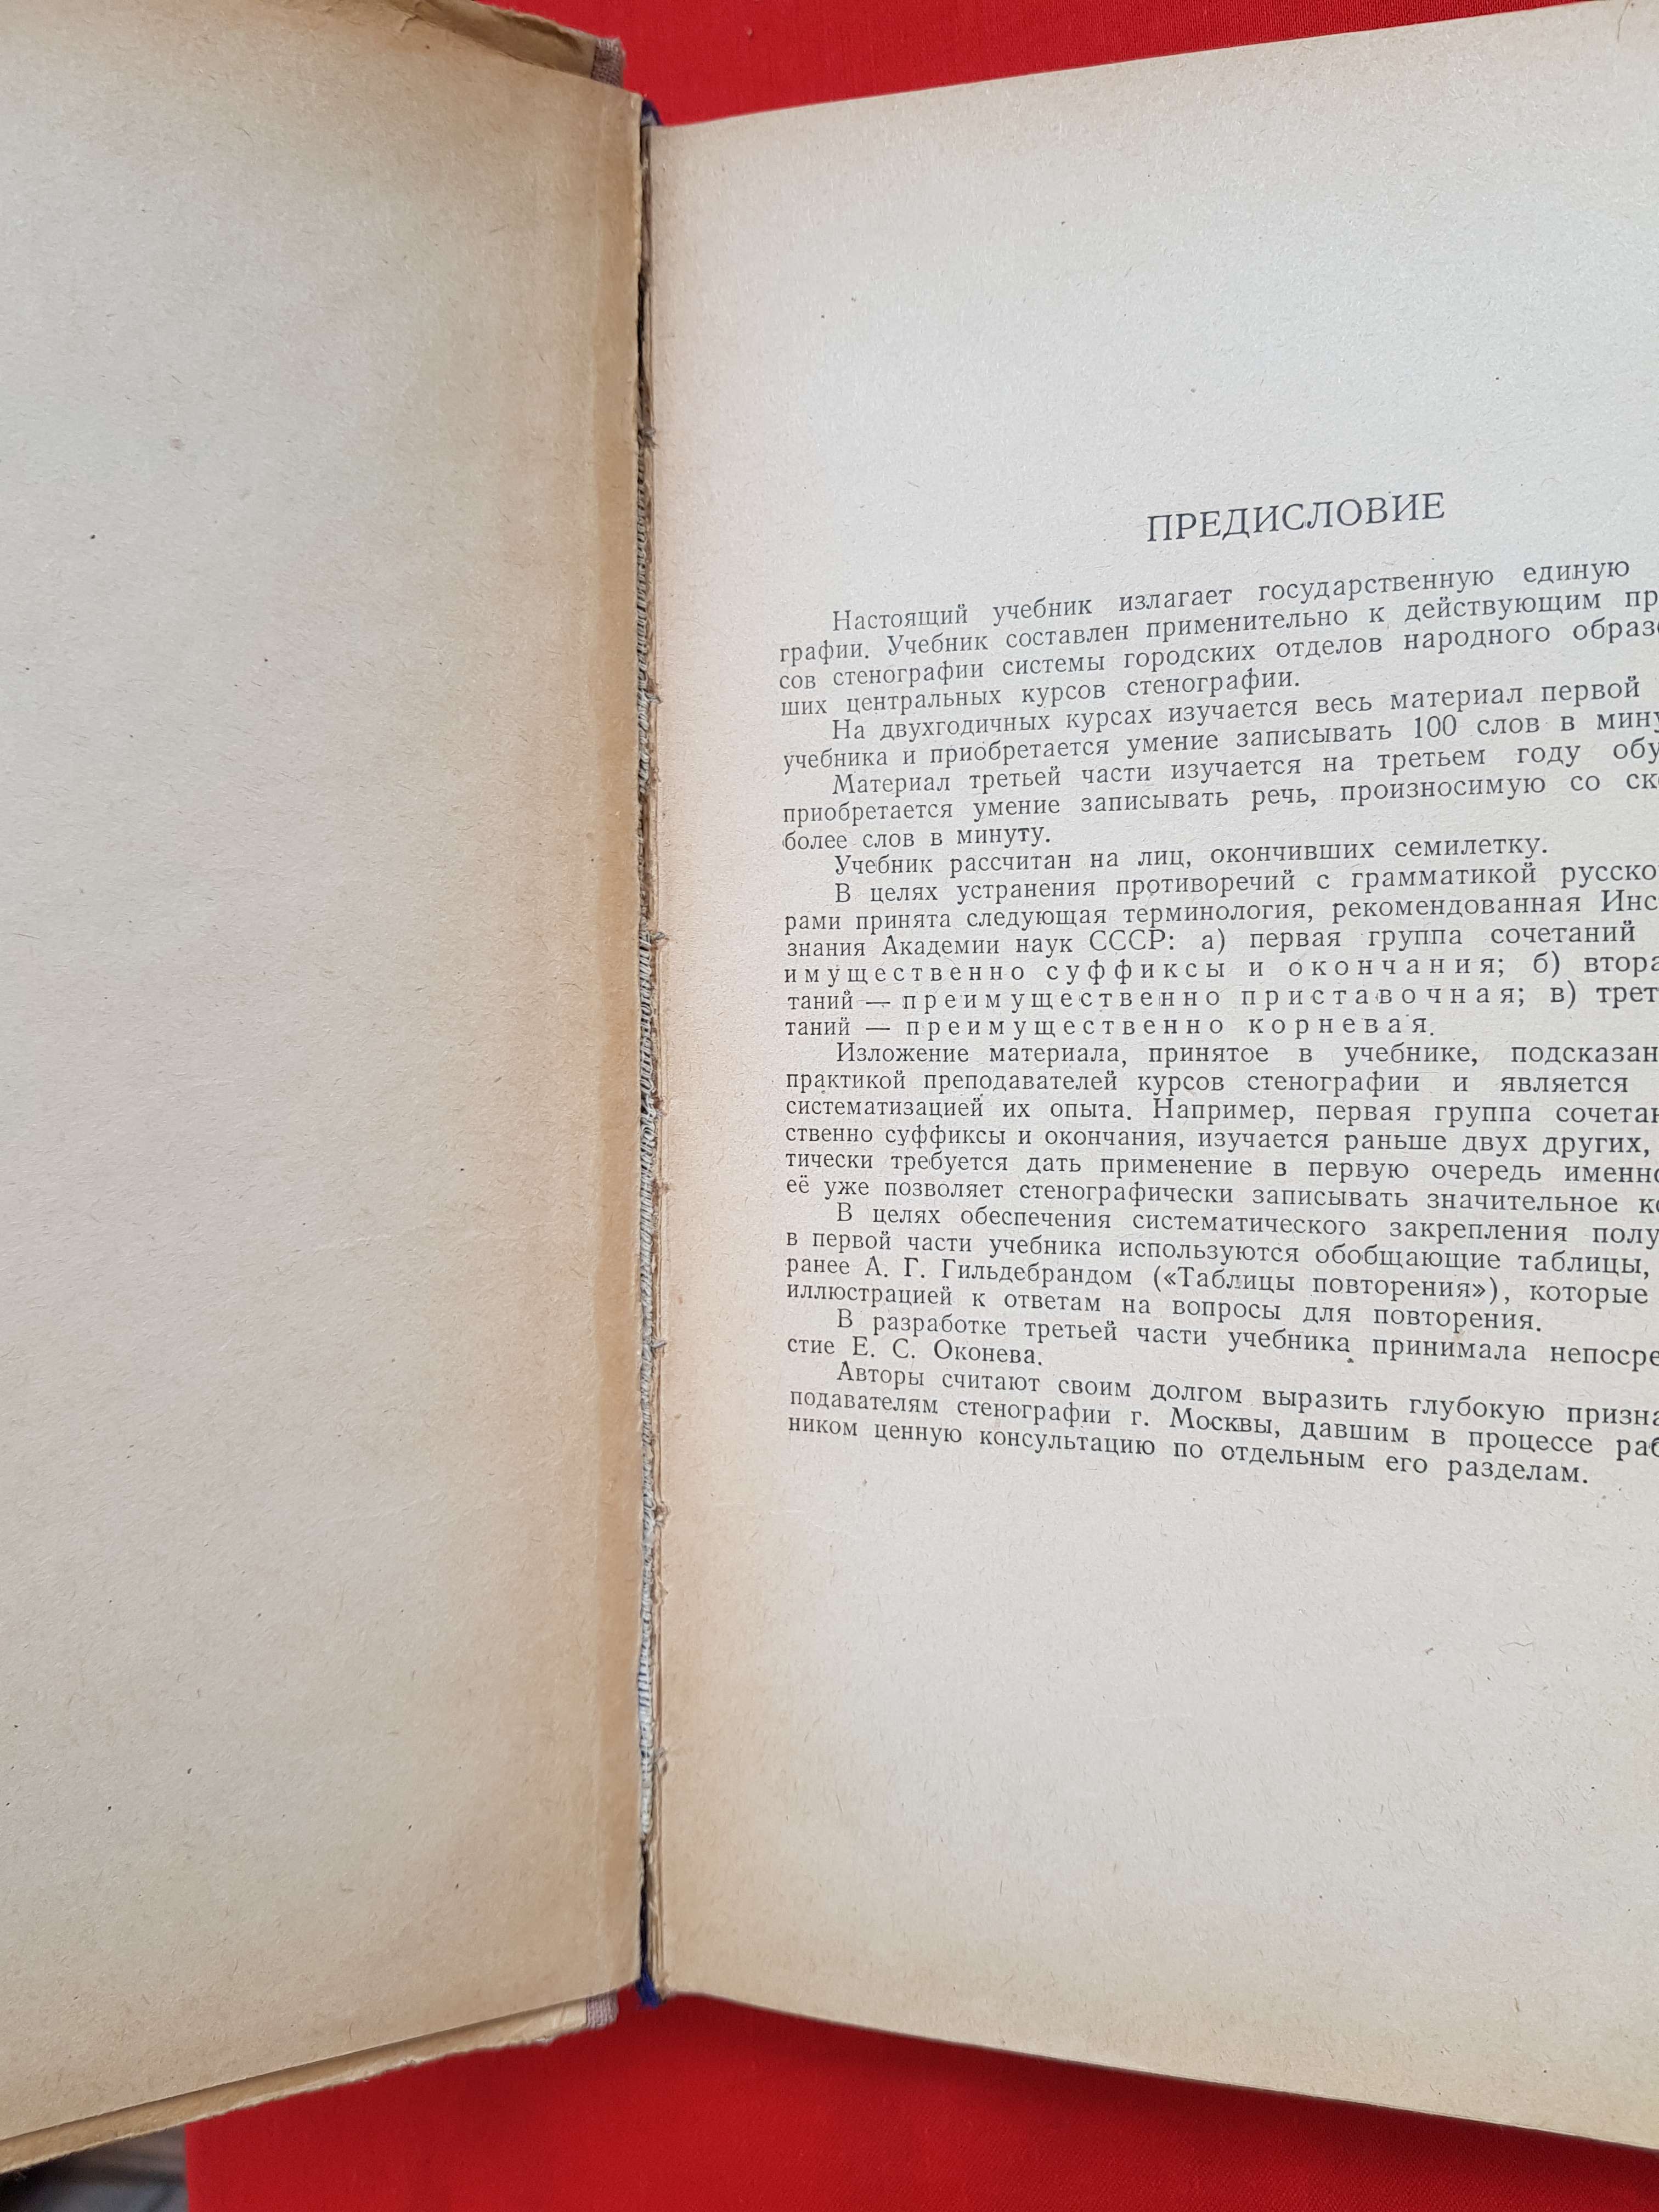 ПРЕДИСЛОВИЕ
Настоящий учебник излагает государственную единую
графии. Учебник составлен применительно к действующим пр
сов стенографии системы городских отделов народного образо
ших центральных курсов стенографии.
На двухгодичных курсах изучается весь материал первой
учебника и приобретается умение записывать 100 слов в мину
Материал третьей части изучается на третьем году обу
приобретается умение записывать речь, произносимую со ск
более слов в минуту.
Учебник рассчитан на лиц, окончивших семилетку.
В целях устранения противоречий с грамматикой русско
рами принята следующая терминология, рекомендованная Инс
знания Академии наук СССР: а) первая группа сочетаний
имущественно суффиксы и окончания; б) втора
таний — преимущественно приставочная; в) трет
таний — преимущественно корневая.
Изложение материала, принятое в учебнике, подсказан
практикой преподавателей курсов стенографии и является
систематизацией их опыта. Например, первая группа сочетан
ственно суффиксы и окончания, изучается раньше двух других,
тически требуется дать применение в первую очередь именно
её уже позволяет стенографически записывать значительное ко
В целях обеспечения систематического закрепления полу
в первой части учебника используются обобщающие таблицы,
ранее А. Г. Гильдебрандом («Таблицы повторения»), которые
иллюстрацией к ответам на вопросы для повторения.
В разработке третьей части учебника принимала непосре
стие Е. С. Оконева.
Авторы считают своим долгом выразить глубокую призна
подавателям стенографии г. Москвы, давшим в процессе раб
ником ценную консультацию по отдельным его разделам.